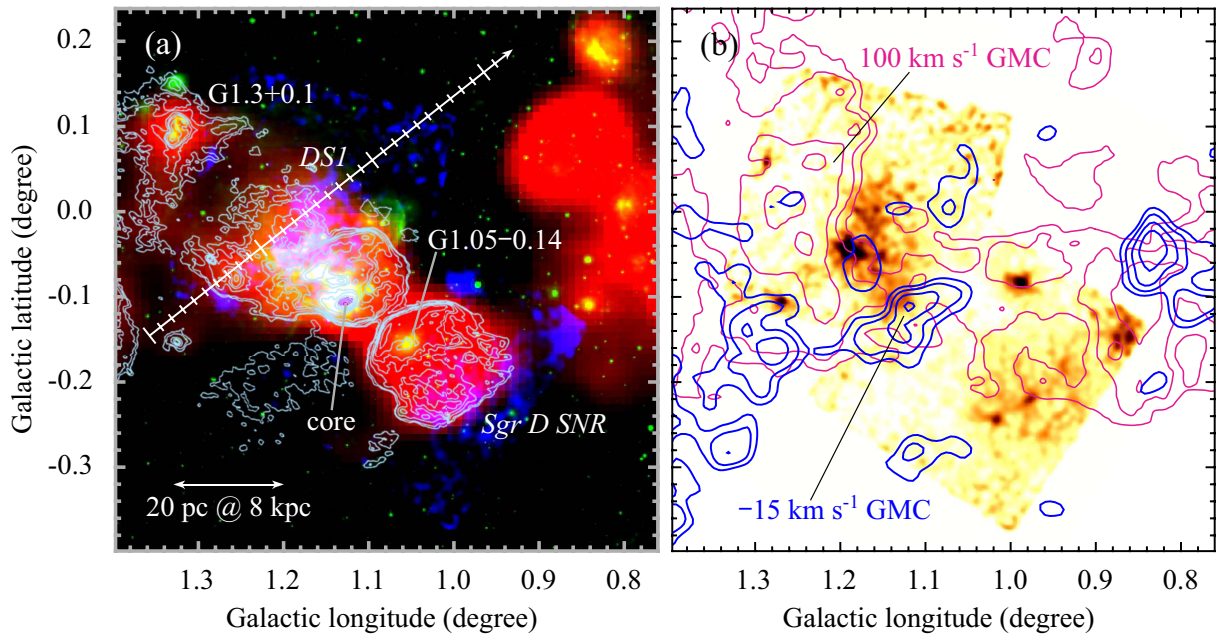 (a)
G1.3+0.1
DS1
G1.05−0.14
core
Sgr D SNR
20 pc @ 8 kpc
0.2
0.1
0.0
-0.1
-0.2
-0.3
Galactic latitude (degree)
1.3 1.2 1.1 1.0 0.9 0.8
Galactic longitude (degree)
(b)
100 km s⁻¹ GMC
−15 km s⁻¹ GMC
1.3 1.2 1.1 1.0 0.9 0.8
Galactic longitude (degree)